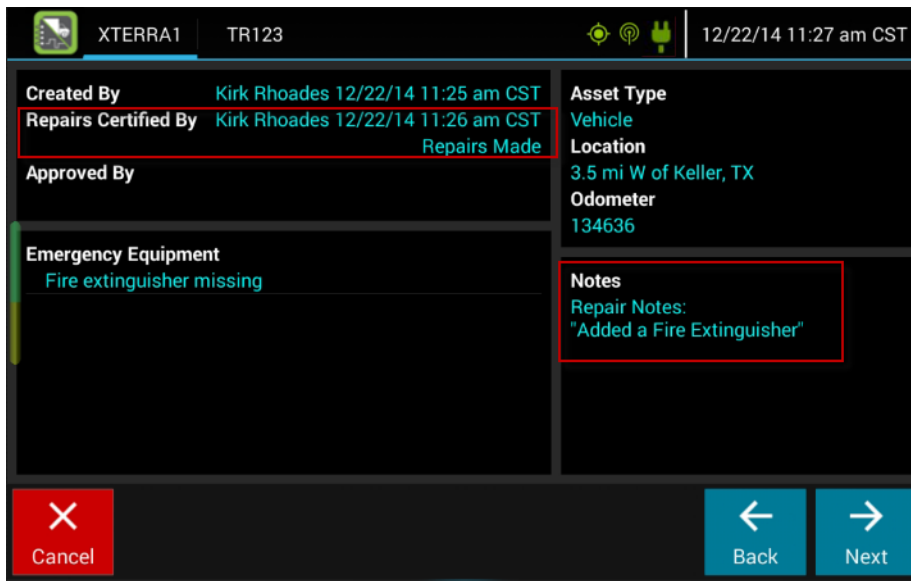 XTERRA1 TR123 12/22/14 11:27 am CST
Created By Kirk Rhoades 12/22/14 11:25 am CST
Repairs Certified By Kirk Rhoades 12/22/14 11:26 am CST
Repairs Made
Approved By
Asset Type
Vehicle
Location
3.5 mi W of Keller, TX
Odometer
134636
Emergency Equipment
Fire extinguisher missing
Notes
Repair Notes:
"Added a Fire Extinguisher"
Cancel Back Next